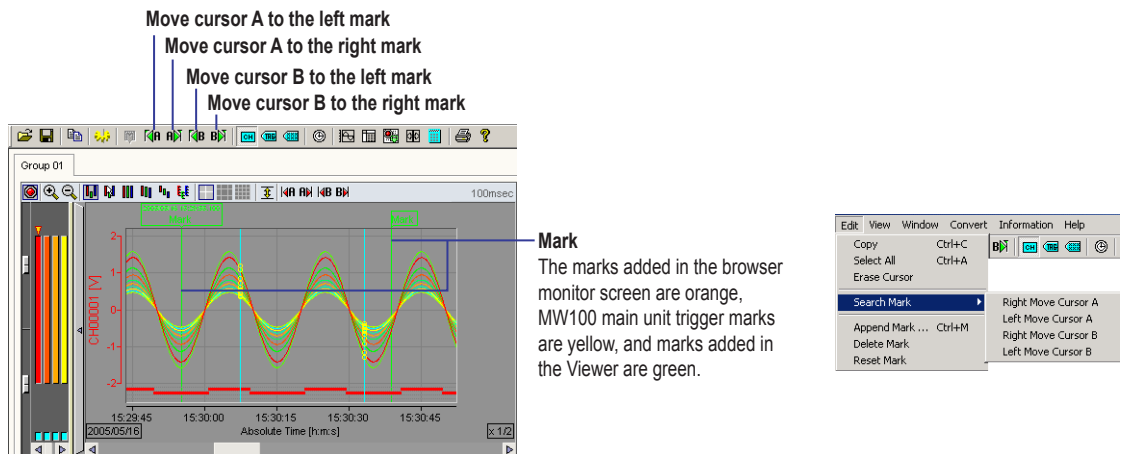 Move cursor A to the left mark
Move cursor A to the right mark
Move cursor B to the left mark
Move cursor B to the right mark
A A B B CH TRG
Group 01
A A B B 100msec
Mark
2
1
0
-1
-2
CH00001 [V]
15:29:45 15:30:00 15:30:15 15:30:30 15:30:45
2005/05/16 Absolute Time [h:m:s] x 1/2
Mark
The marks added in the browser
monitor screen are orange,
MW100 main unit trigger marks
are yellow, and marks added in
the Viewer are green.
Edit View Window Convert Information Help
Copy Ctrl+C
Select All Ctrl+A
Erase Cursor
Search Mark
Append Mark ... Ctrl+M
Delete Mark
Reset Mark
B CH TRG
Right Move Cursor A
Left Move Cursor A
Right Move Cursor B
Left Move Cursor B